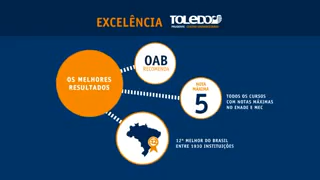 EXCELÊNCIA TOLEDO
OS MELHORES
RESULTADOS
OAB
RECOMENDA
NOTA
MÁXIMA
5
TODOS OS CURSOS
COM NOTAS MÁXIMAS
NO ENADE E MEC
12ª MELHOR DO BRASIL
ENTRE 1930 INSTITUIÇÕES